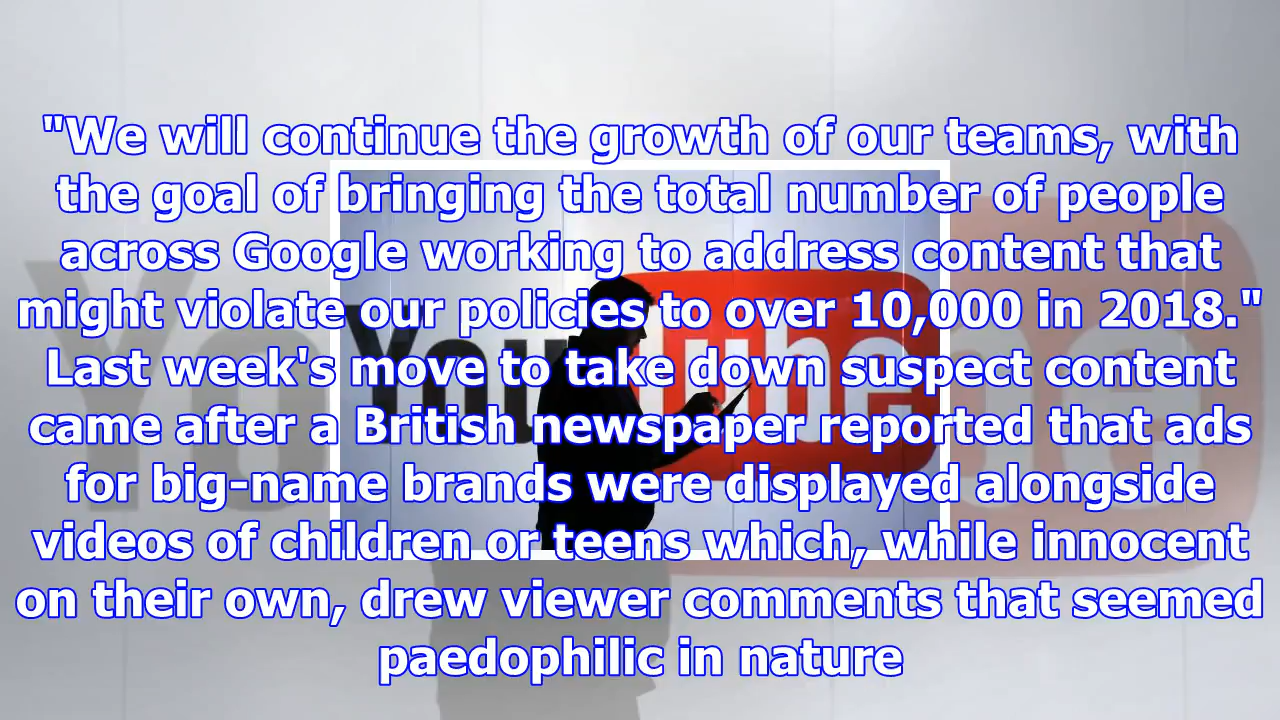 "We will continue the growth of our teams, with
the goal of bringing the total number of people
across Google working to address content that
might violate our policies to over 10,000 in 2018."
Last week's move to take down suspect content
came after a British newspaper reported that ads
for big-name brands were displayed alongside
videos of children or teens which, while innocent
on their own, drew viewer comments that seemed
paedophilic in nature
YouTube